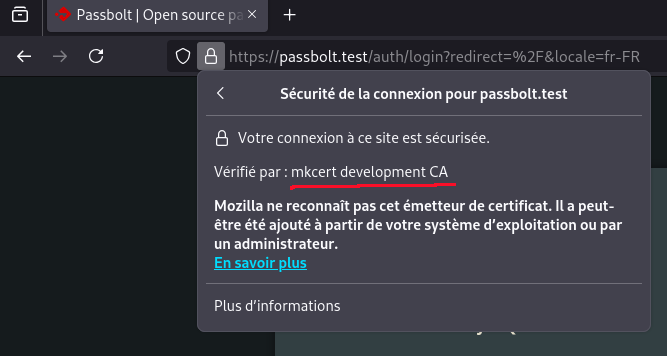 Passbolt | Open source pa
https://passbolt.test/auth/login?redirect=%2F&locale=fr-FR
Sécurité de la connexion pour passbolt.test
Votre connexion à ce site est sécurisée.
Vérifié par : mkcert development CA
Mozilla ne reconnaît pas cet émetteur de certificat. Il a peut-
être été ajouté à partir de votre système d’exploitation ou par
un administrateur.
En savoir plus
Plus d’informations